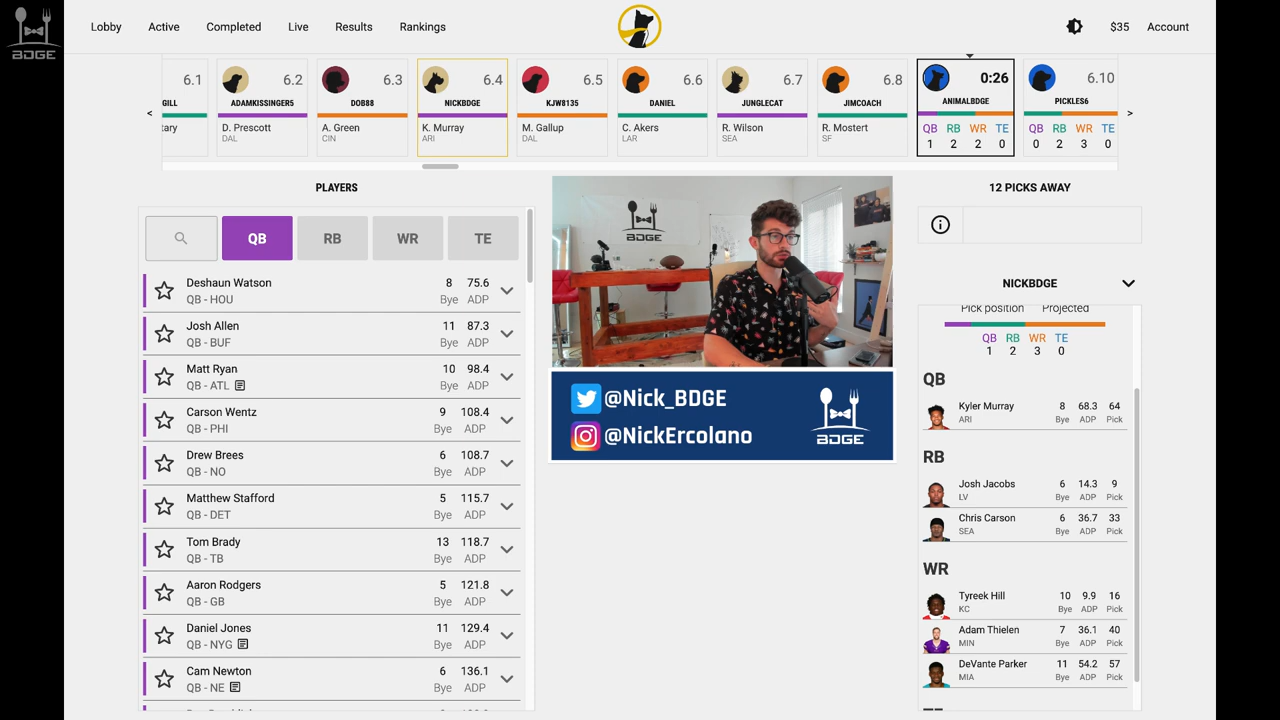 BDGE
Lobby
Active
Completed
Live
Results
Rankings
$35
Account
6.1
GILL
tary
6.2
ADAMKISSINGER5
D. Prescott
DAL
6.3
DOB88
A. Green
CIN
6.4
NICKBDGE
K. Murray
ARI
6.5
KJW8135
M. Gallup
DAL
6.6
DANIEL
C. Akers
LAR
6.7
JUNGLECAT
R. Wilson
SEA
6.8
JIMCOACH
R. Mostert
SF
0:26
ANIMALBDGE
QB RB WR TE
1 2 2 0
6.10
PICKLES6
QB RB WR TE
0 2 3 0
<
>
PLAYERS
QB
RB
WR
TE
Deshaun Watson 8 75.6
QB - HOU Bye ADP
Josh Allen 11 87.3
QB - BUF Bye ADP
Matt Ryan 10 98.4
QB - ATL Bye ADP
Carson Wentz 9 108.4
QB - PHI Bye ADP
Drew Brees 6 108.7
QB - NO Bye ADP
Matthew Stafford 5 115.7
QB - DET Bye ADP
Tom Brady 13 118.7
QB - TB Bye ADP
Aaron Rodgers 5 121.8
QB - GB Bye ADP
Daniel Jones 11 129.4
QB - NYG Bye ADP
Cam Newton 6 136.1
QB - NE Bye ADP
BDGE
@Nick_BDGE
@NickErcolano
BDGE
12 PICKS AWAY
NICKBDGE
Pick position Projected
QB RB WR TE
1 2 3 0
QB
Kyler Murray 8 68.3 64
ARI Bye ADP Pick
RB
Josh Jacobs 6 14.3 9
LV Bye ADP Pick
Chris Carson 6 36.7 33
SEA Bye ADP Pick
WR
Tyreek Hill 10 9.9 16
KC Bye ADP Pick
Adam Thielen 7 36.1 40
MIN Bye ADP Pick
DeVante Parker 11 54.2 57
MIA Bye ADP Pick